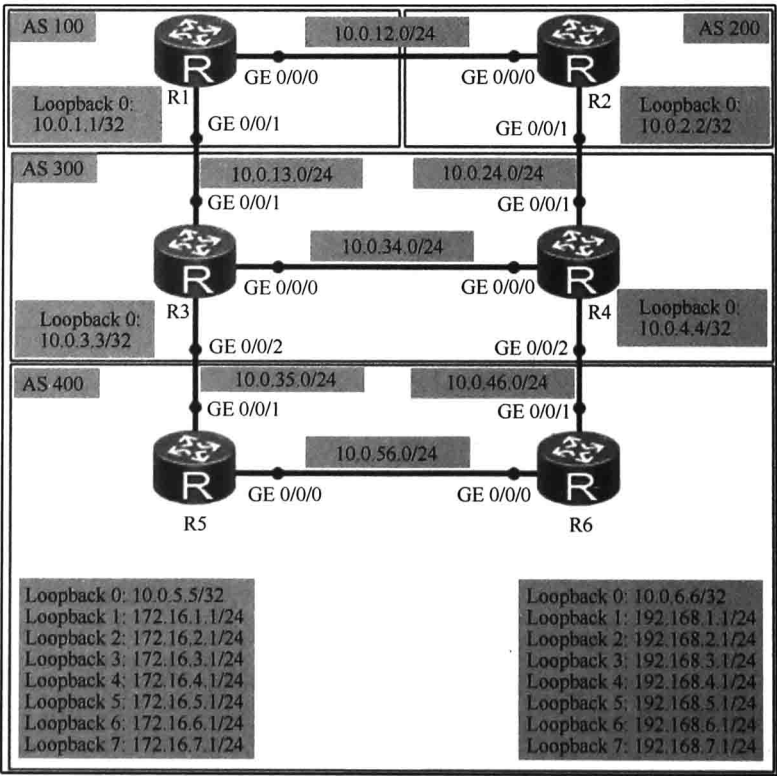 AS 100
10.0.12.0/24
AS 200
R
GE 0/0/0
GE 0/0/0
R
R1
R2
Loopback 0:
10.0.1.1/32
GE 0/0/1
GE 0/0/1
Loopback 0:
10.0.2.2/32
AS 300
10.0.13.0/24
10.0.24.0/24
GE 0/0/1
GE 0/0/1
10.0.34.0/24
R
GE 0/0/0
GE 0/0/0
R
R3
R4
Loopback 0:
10.0.3.3/32
Loopback 0:
10.0.4.4/32
GE 0/0/2
GE 0/0/2
AS 400
10.0.35.0/24
10.0.46.0/24
GE 0/0/1
GE 0/0/1
10.0.56.0/24
R
GE 0/0/0
GE 0/0/0
R
R5
R6
Loopback 0: 10.0.5.5/32
Loopback 1: 172.16.1.1/24
Loopback 2: 172.16.2.1/24
Loopback 3: 172.16.3.1/24
Loopback 4: 172.16.4.1/24
Loopback 5: 172.16.5.1/24
Loopback 6: 172.16.6.1/24
Loopback 7: 172.16.7.1/24
Loopback 0: 10.0.6.6/32
Loopback 1: 192.168.1.1/24
Loopback 2: 192.168.2.1/24
Loopback 3: 192.168.3.1/24
Loopback 4: 192.168.4.1/24
Loopback 5: 192.168.5.1/24
Loopback 6: 192.168.6.1/24
Loopback 7: 192.168.7.1/24